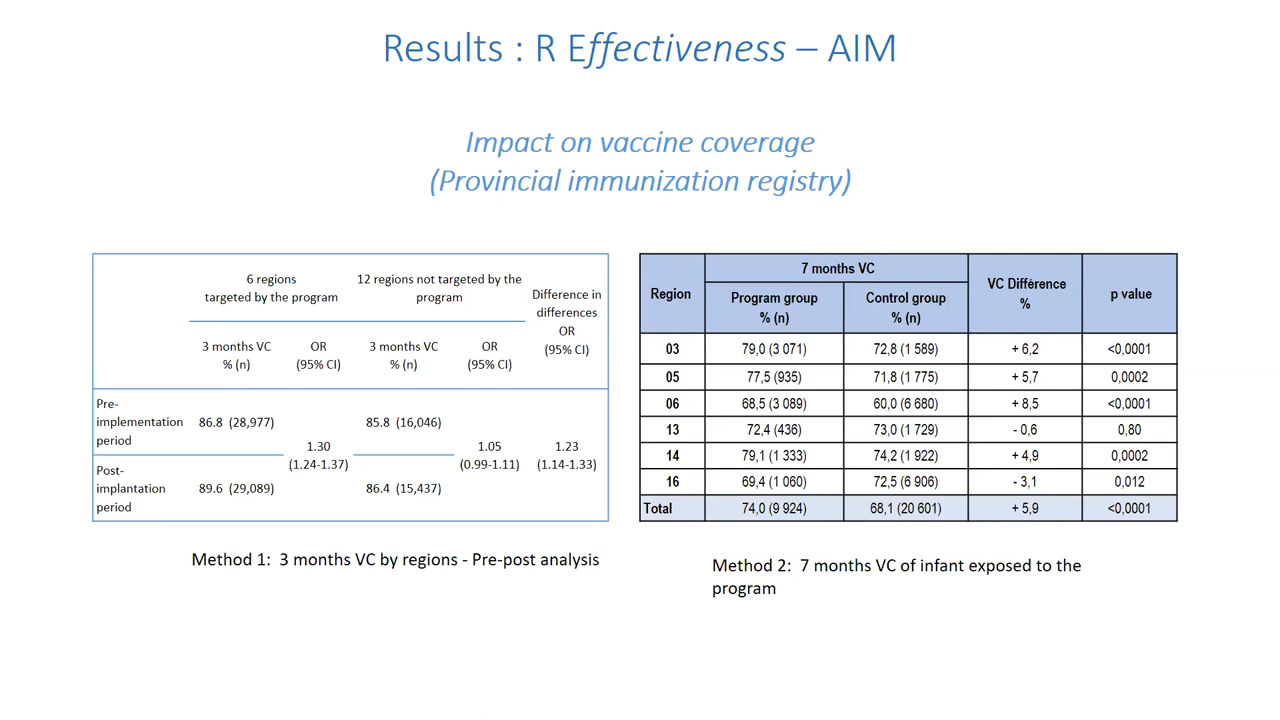 Results : R Effectiveness – AIM
Impact on vaccine coverage
(Provincial immunization registry)
6 regions
targeted by the program
12 regions not targeted by the
program
Difference in
differences
OR
(95% CI)
3 months VC
% (n)
OR
(95% CI)
3 months VC
% (n)
OR
(95% CI)
Pre-
implementation
period
86.8 (28,977)
85.8 (16,046)
1.30
(1.24-1.37)
1.05
(0.99-1.11)
1.23
(1.14-1.33)
Post-
implantation
period
89.6 (29,089)
86.4 (15,437)
Method 1: 3 months VC by regions - Pre-post analysis
Region
7 months VC
VC Différence
%
p value
Program group
% (n)
Control group
% (n)
03 79,0 (3 071) 72,8 (1 589) + 6,2 <0,0001
05 77,5 (935) 71,8 (1 775) + 5,7 0,0002
06 68,5 (3 089) 60,0 (6 680) + 8,5 <0,0001
13 72,4 (436) 73,0 (1 729) - 0,6 0,80
14 79,1 (1 333) 74,2 (1 922) + 4,9 0,0002
16 69,4 (1 060) 72,5 (6 906) - 3,1 0,012
Total 74,0 (9 924) 68,1 (20 601) + 5,9 <0,0001
Method 2: 7 months VC of infant exposed to the
program